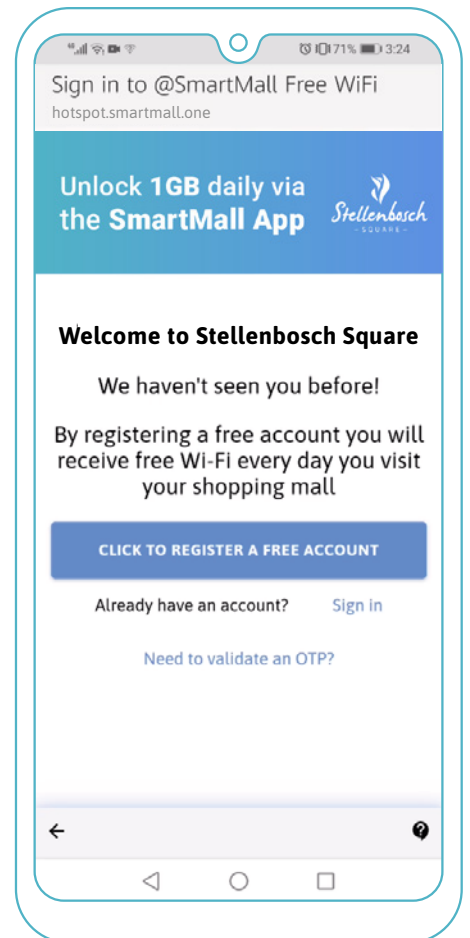 46
71% 3:24
Sign in to @SmartMall Free WiFi
hotspot.smartmall.one
Unlock 1GB daily via
the SmartMall App
Stellenbosch
- SQUARE -
Welcome to Stellenbosch Square
We haven't seen you before!
By registering a free account you will
receive free Wi-Fi every day you visit
your shopping mall
CLICK TO REGISTER A FREE ACCOUNT
Already have an account? Sign in
Need to validate an OTP?